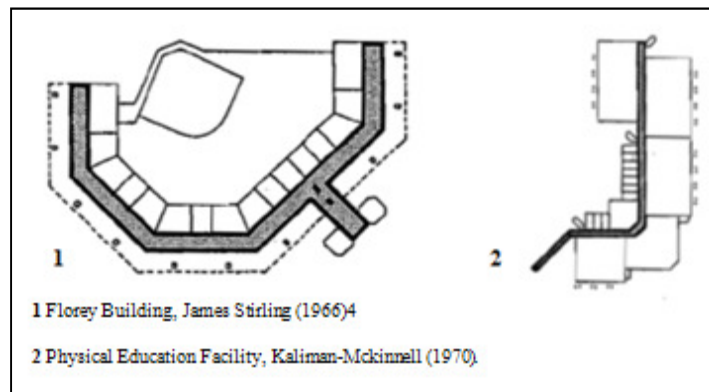 1
2
1 Florey Building, James Stirling (1966)4
2 Physical Education Facility, Kaliman-Mckinnell (1970).